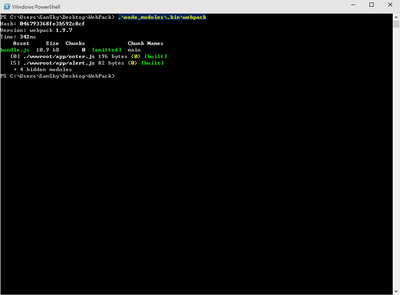 Windows PowerShell
PS C:\Users\SanSky\Desktop\WebPack> .\node_modules\.bin\webpack
Hash: 046793368fe3b592c8cf
Version: webpack 1.9.7
Time: 342ms
Asset Size Chunks Chunk Names
bundle.js 10.9 kB 0 [emitted] main
[0] ./wwwroot/app/enter.js 196 bytes {0} [built]
[5] ./wwwroot/app/alert.js 82 bytes {0} [built]
+ 4 hidden modules
PS C:\Users\SanSky\Desktop\WebPack>